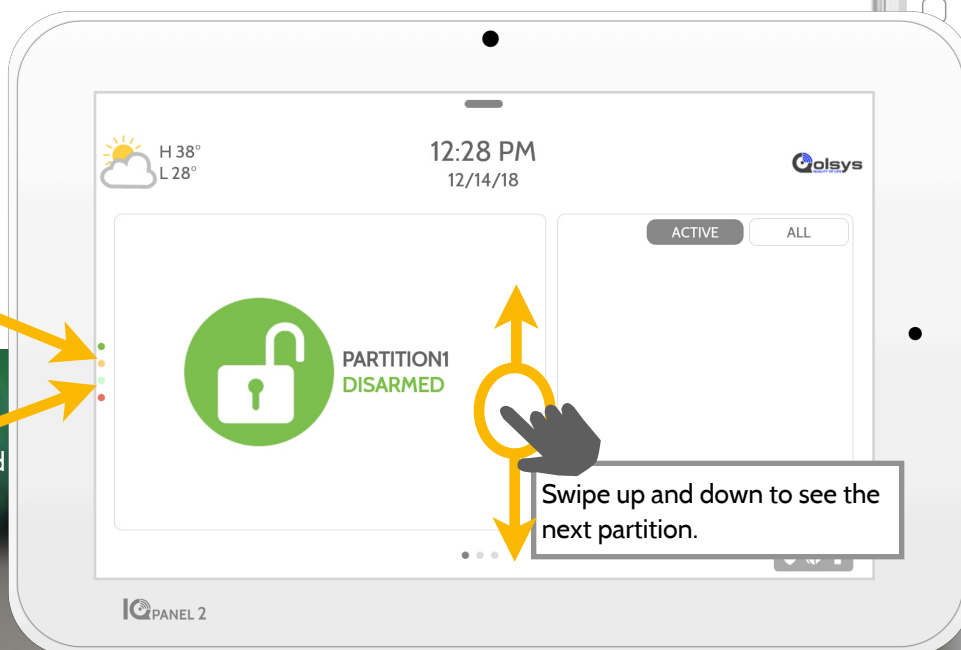 H 38°
L 28°
12:28 PM
12/14/18
Qolsys
ACTIVE
ALL
PARTITION1
DISARMED
Swipe up and down to see the
next partition.
IQ PANEL 2